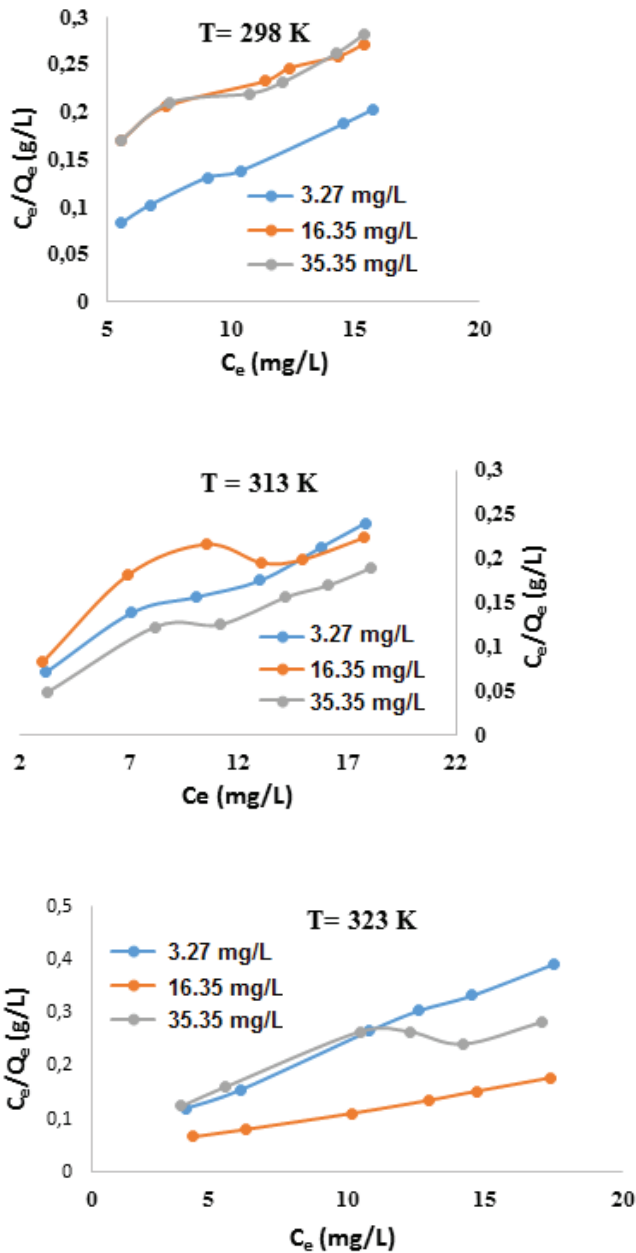 T= 298 K
0,3
0,25
0,2
0,15
0,1
0,05
0
Ce/Qe (g/L)
3.27 mg/L
16.35 mg/L
35.35 mg/L
5 10 15 20
Ce (mg/L)
T = 313 K
0,3
0,25
0,2
0,15
0,1
0,05
0
Ce/Qe (g/L)
3.27 mg/L
16.35 mg/L
35.35 mg/L
2 7 12 17 22
Ce (mg/L)
T= 323 K
0,5
0,4
0,3
0,2
0,1
0
Ce/Qe (g/L)
3.27 mg/L
16.35 mg/L
35.35 mg/L
0 5 10 15 20
Ce (mg/L)